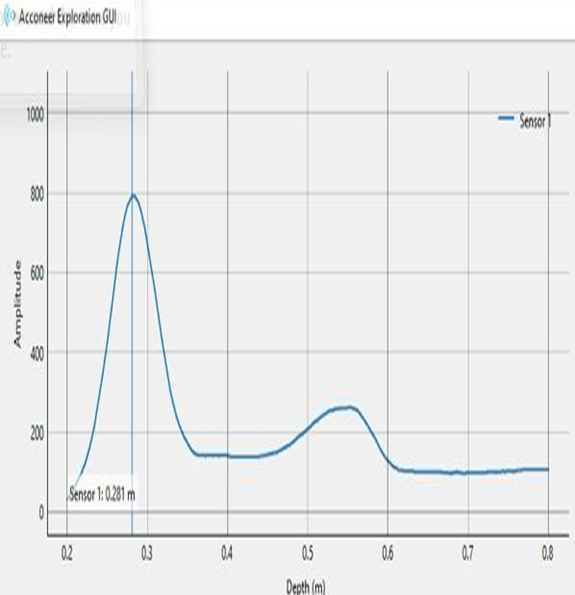 Acconeer Exploration GUI
e.
1000
Sensor 1
800
600
400
200
0
Amplitude
Sensor 1: 0.281 m
0.2 0.3 0.4 0.5 0.6 0.7 0.8
Depth (m)